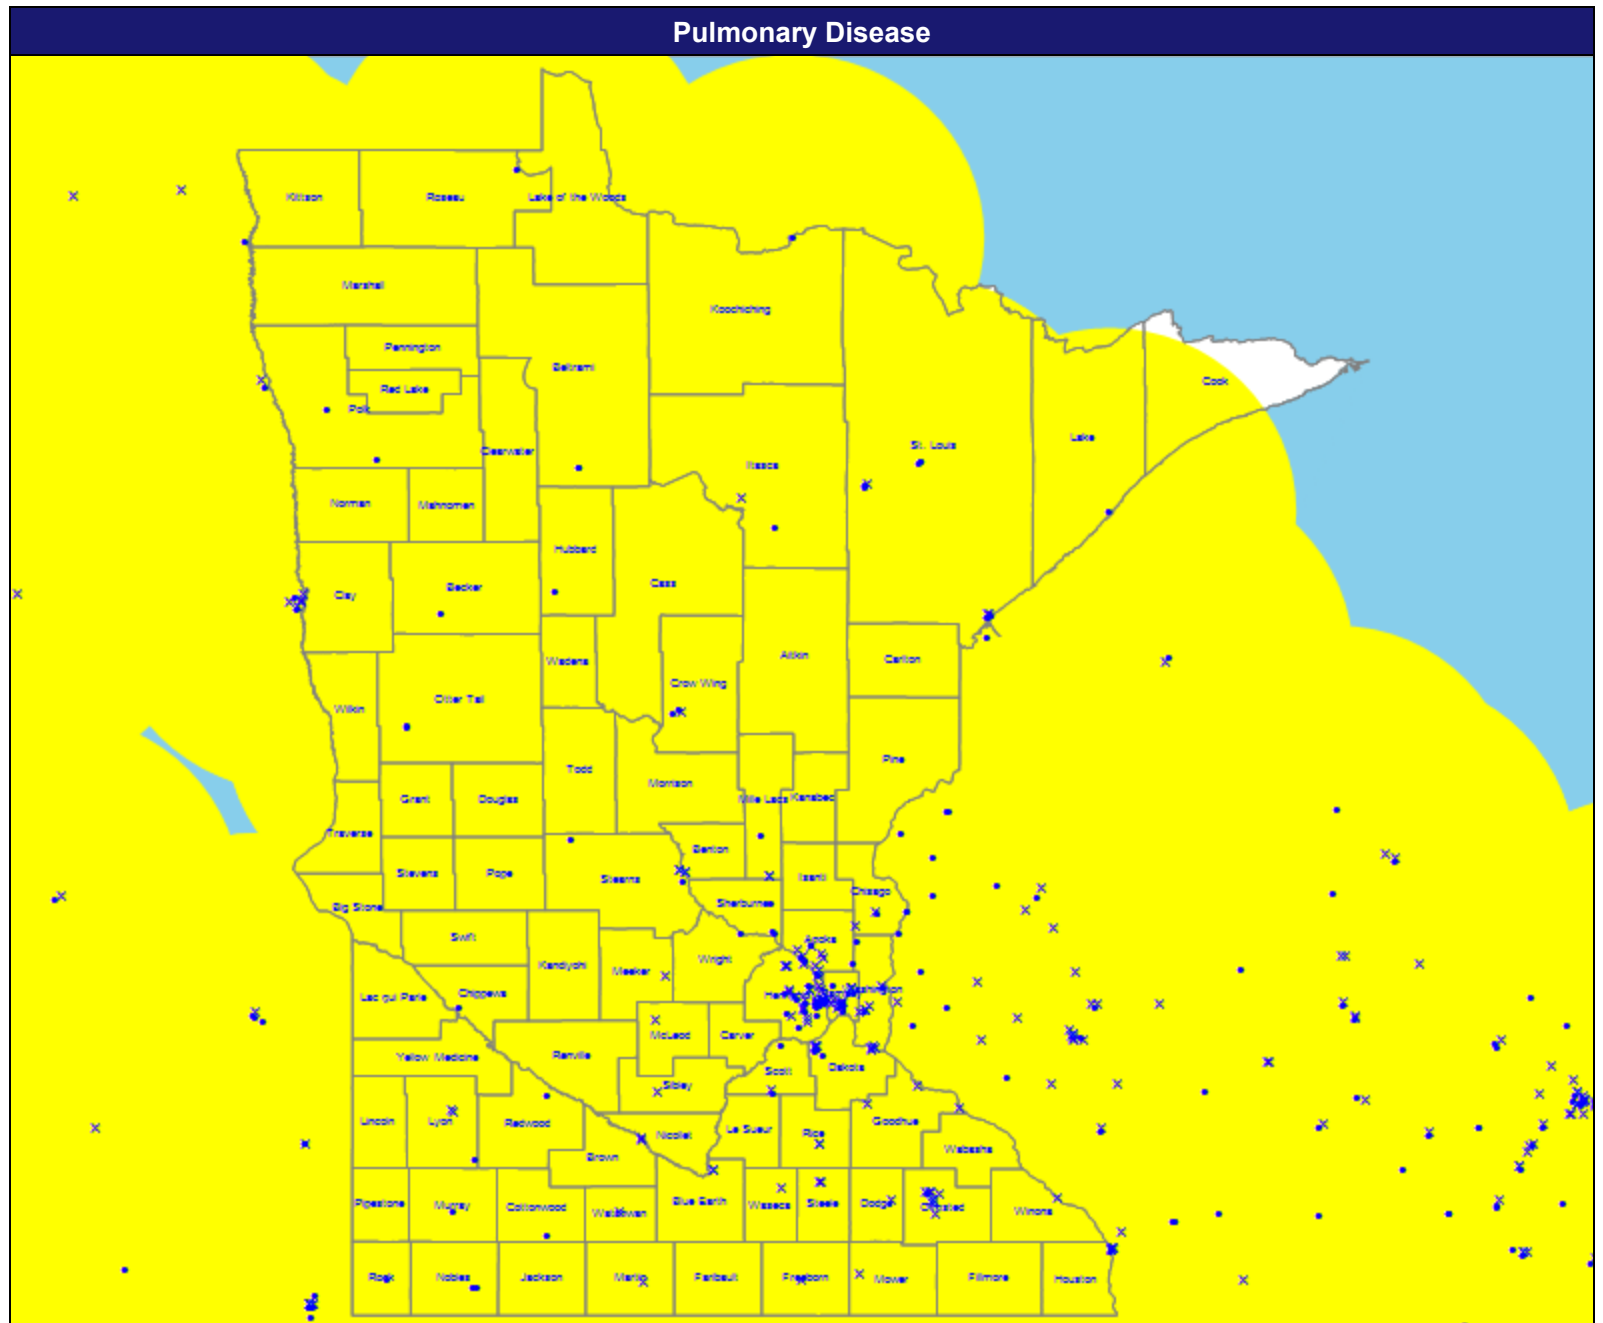 Pulmonary Disease
Kittson
Roseau
Lake of the Woods
Marshall
Koochiching
Pennington
Beltrami
Red Lake
Cook
Polk
Lake
St. Louis
Clearwater
Itasca
Norman
Mahnomen
Hubbard
Cass
Becker
Clay
Aitkin
Carlton
Wadena
Crow Wing
Otter Tail
Wilkin
Pine
Todd
Morrison
Grant
Douglas
Mille Lacs
Kanabec
Traverse
Benton
Stevens
Pope
Stearns
Isanti
Chisago
Sherburne
Big Stone
Swift
Anoka
Wright
Kandiyohi
Meeker
Chippewa
Lac qui Parle
Washington
McLeod
Carver
Renville
Yellow Medicine
Scott
Dakota
Sibley
Lincoln
Lyon
Redwood
Goodhue
Le Sueur
Rice
Nicollet
Wabasha
Brown
Pipestone
Murray
Cottonwood
Watonwan
Blue Earth
Waseca
Steele
Dodge
Olmsted
Winona
Rock
Nobles
Jackson
Martin
Faribault
Freeborn
Mower
Fillmore
Houston